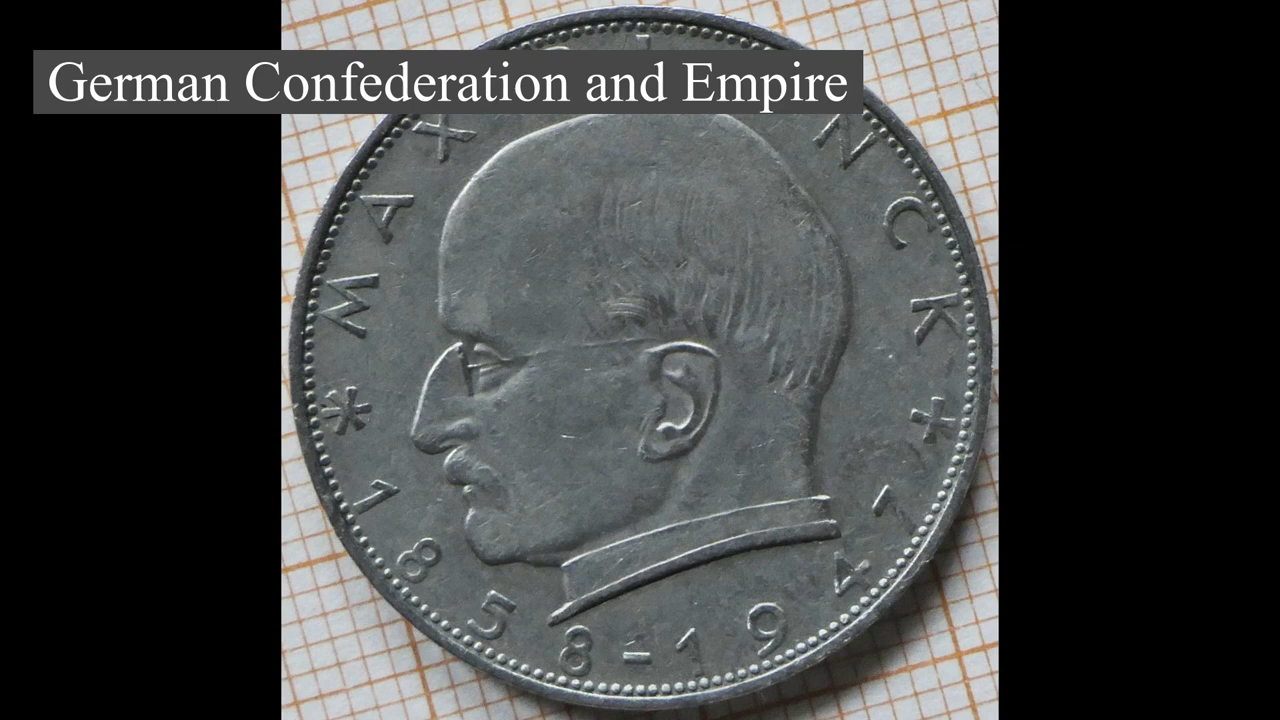 German Confederation and Empire
* MAX NCK *
1858-1947